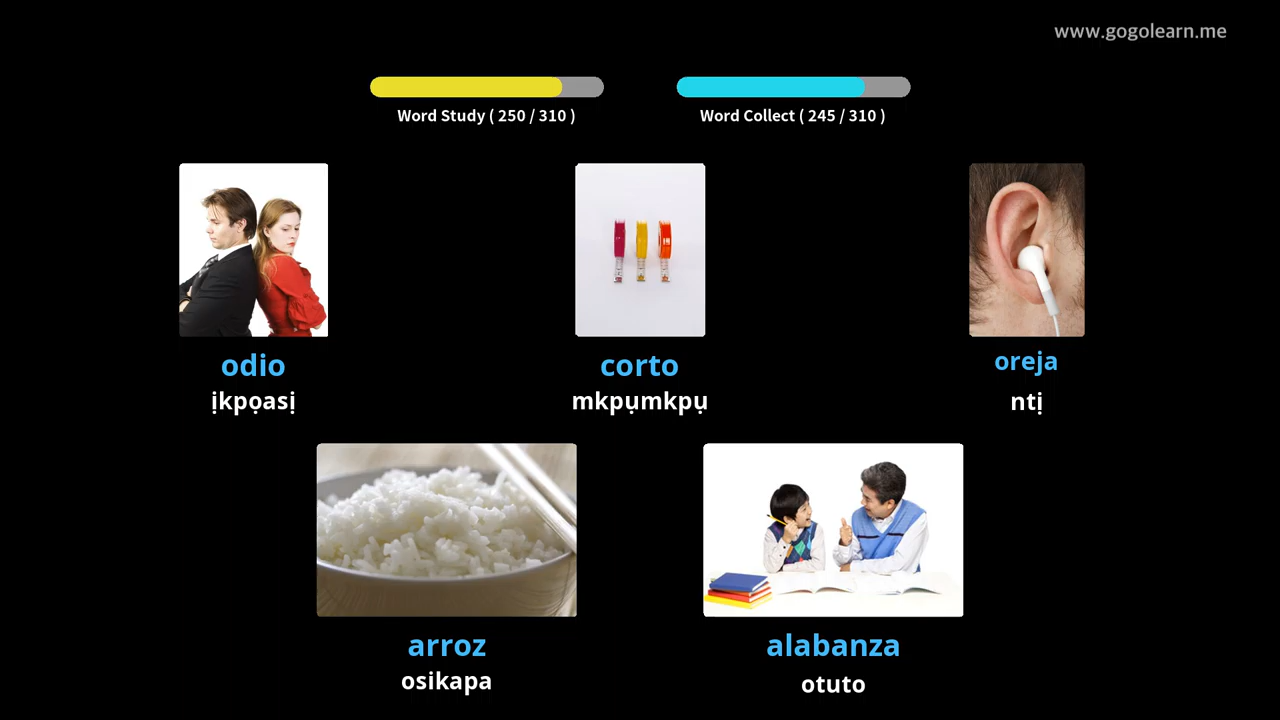 www.gogolearn.me
Word Study ( 250 / 310 )
Word Collect ( 245 / 310 )
odio
ịkpọasị
corto
mkpụmkpụ
oreja
ntị
arroz
osikapa
alabanza
otuto